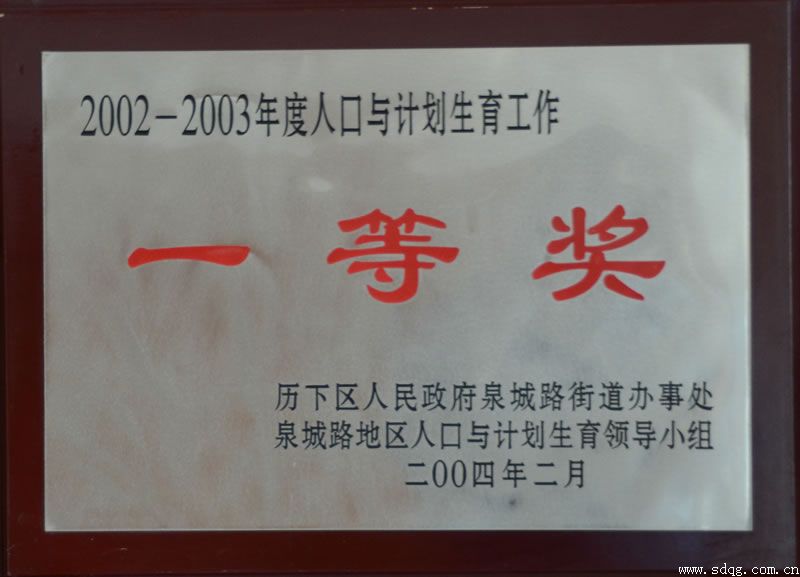 2002-2003年度人口与计划生育工作
一等奖
历下区人民政府泉城路街道办事处
泉城路地区人口与计划生育领导小组
二00四年二月
www.sdqg.com.cn